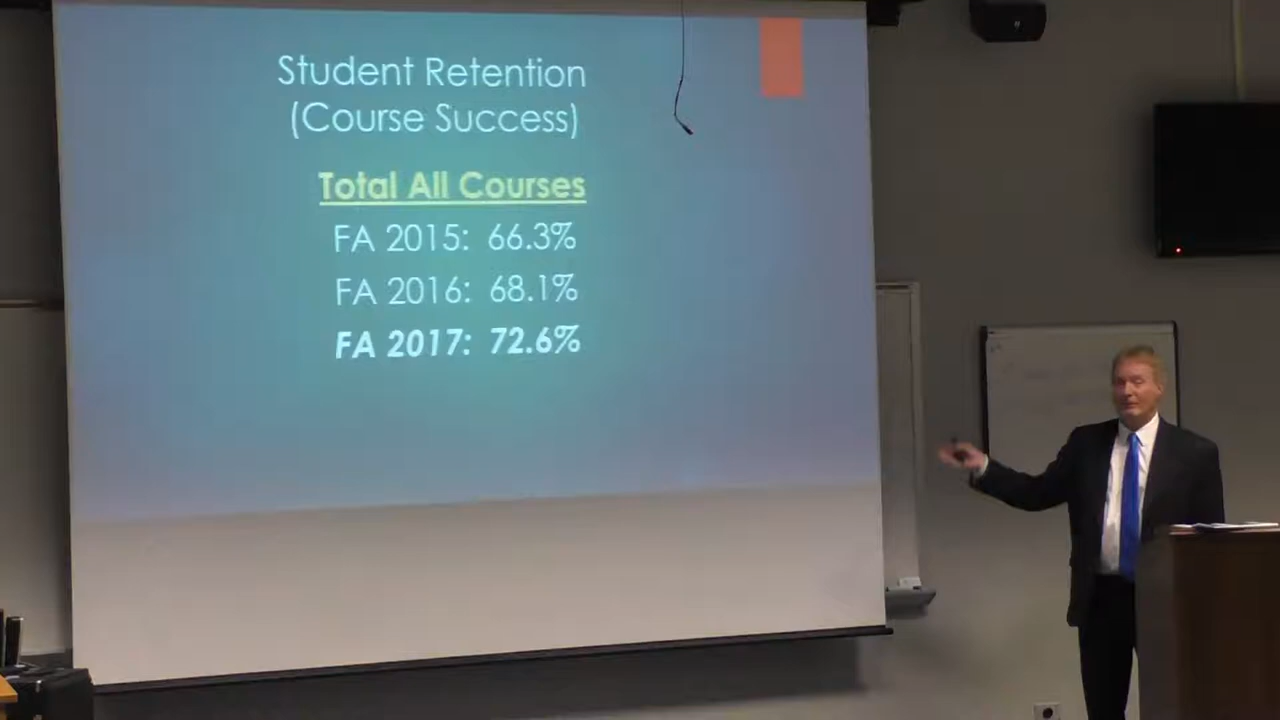 Student Retention
(Course Success)
Total All Courses
FA 2015: 66.3%
FA 2016: 68.1%
FA 2017: 72.6%